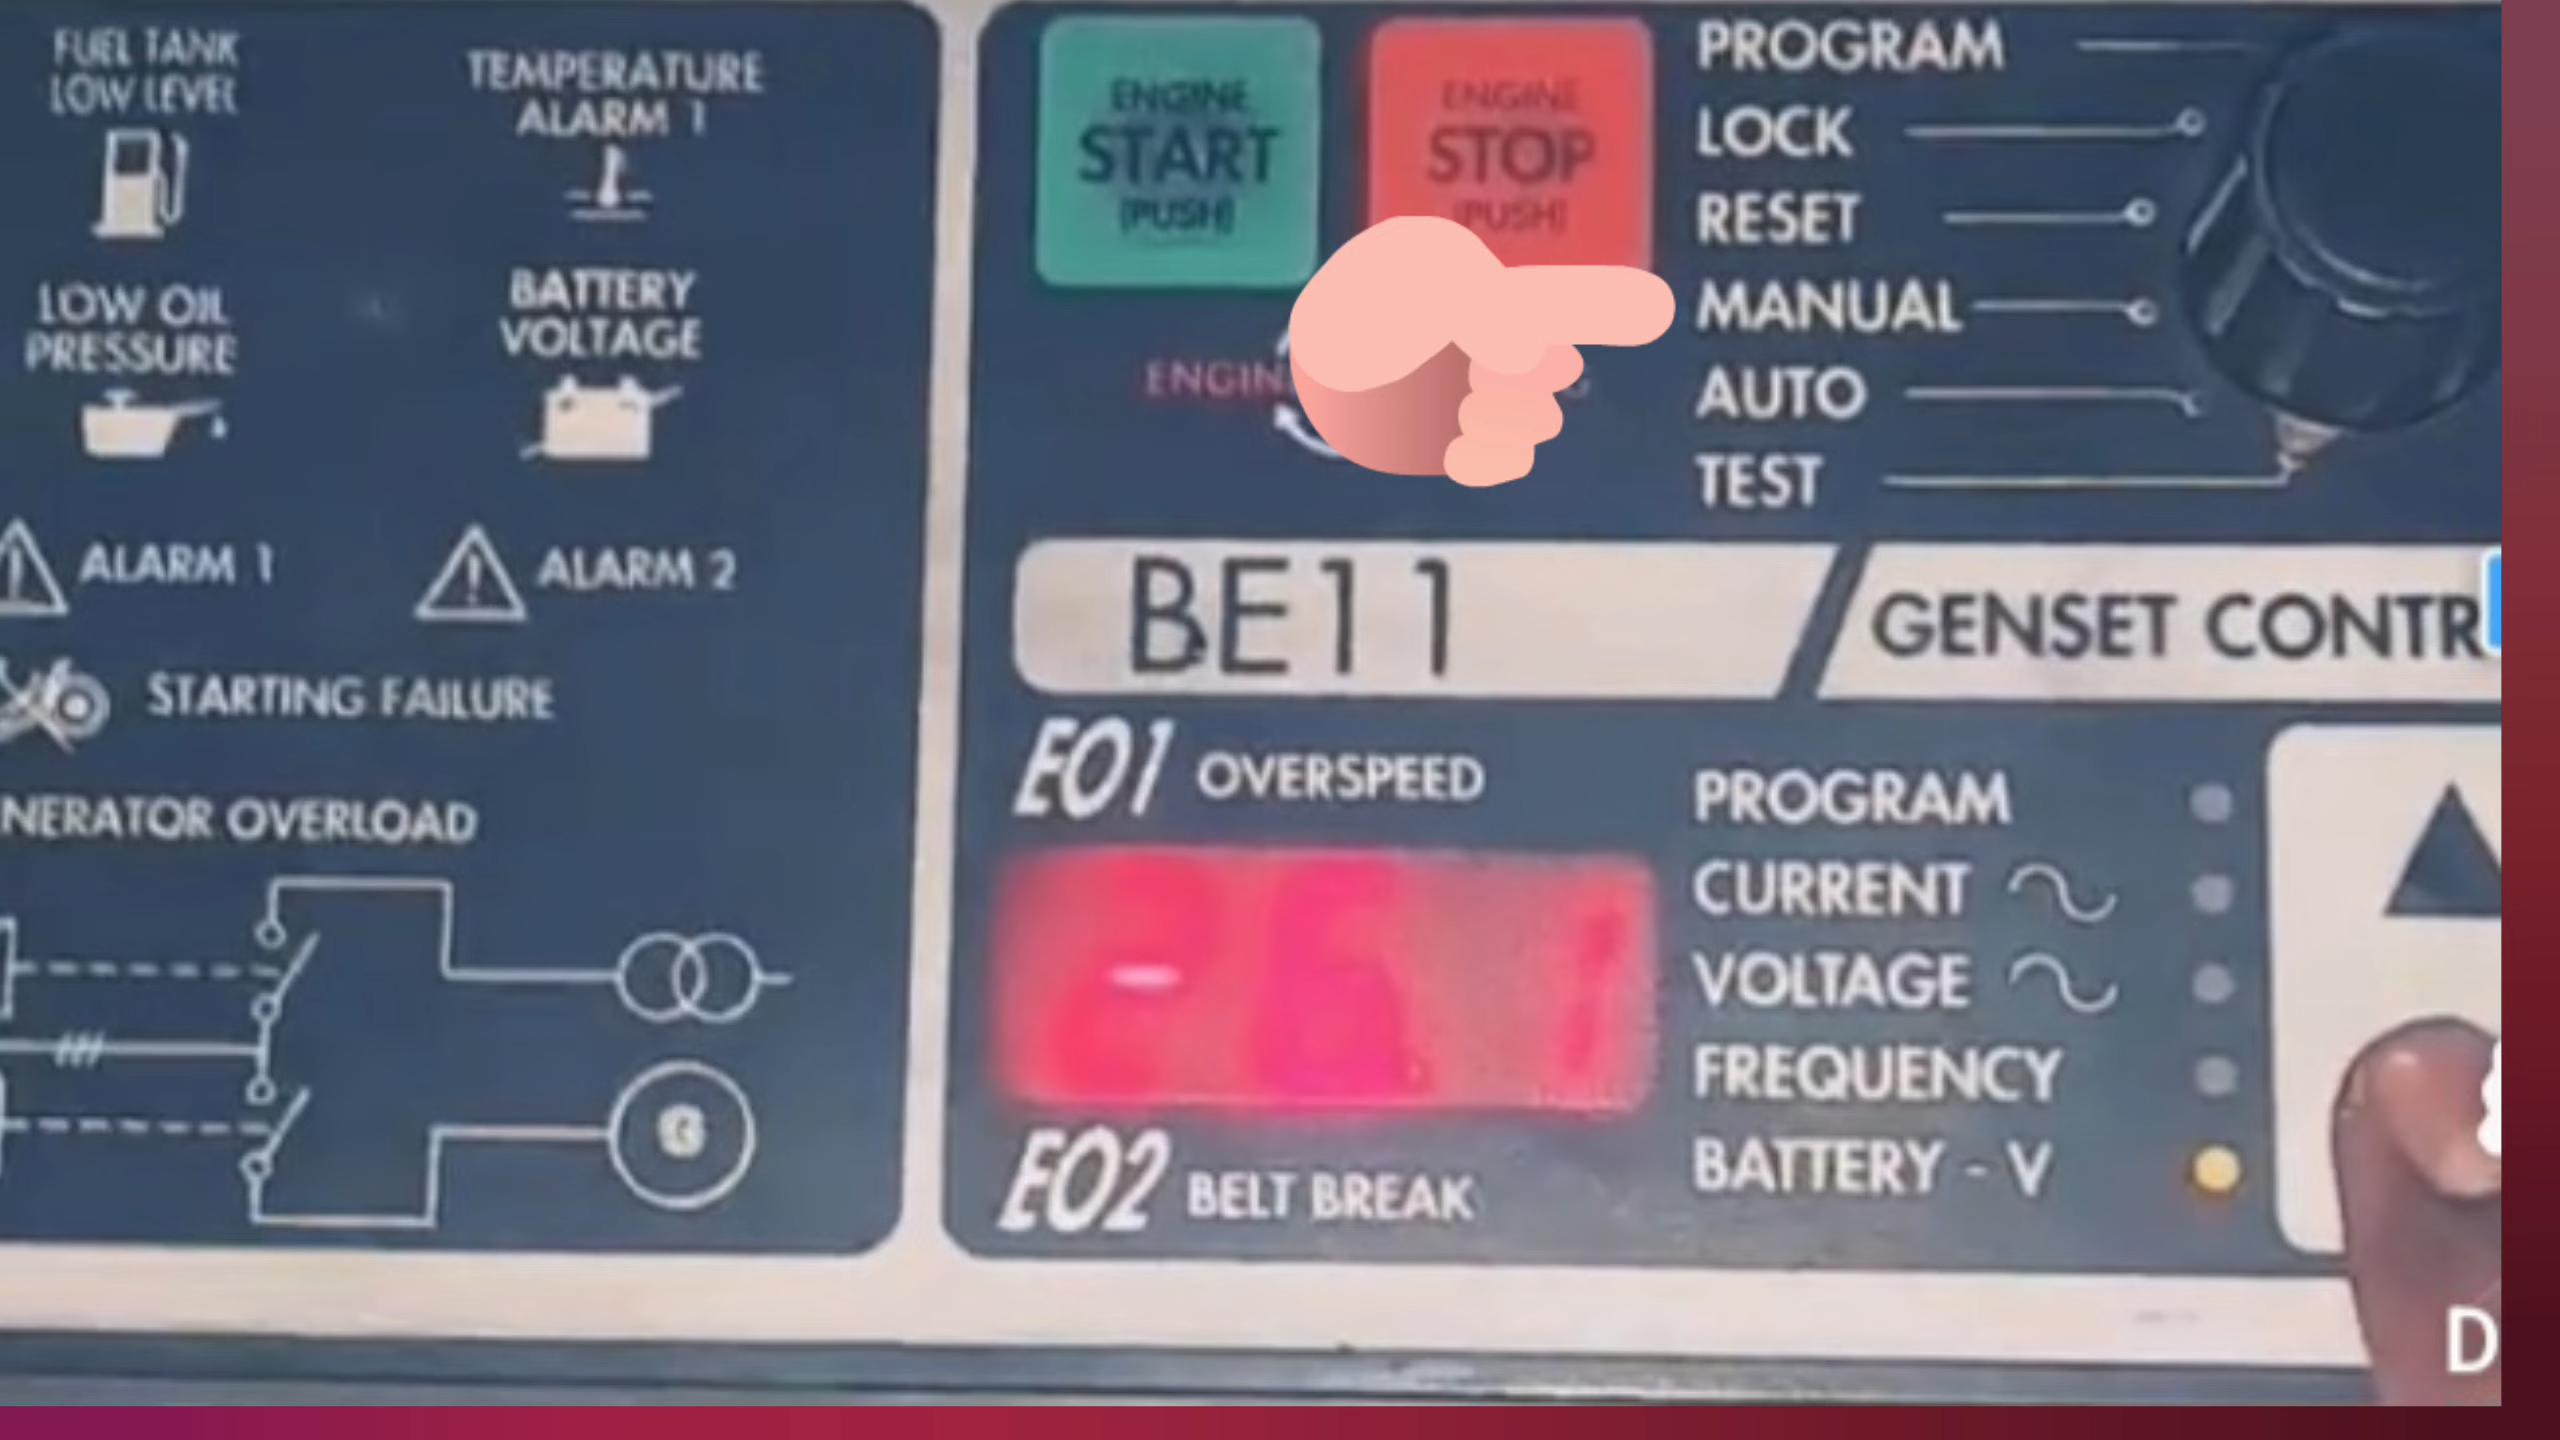 FUEL TANK
LOW LEVEL
TEMPERATURE
ALARM 1
LOW OIL
PRESSURE
BATTERY
VOLTAGE
ALARM 1
ALARM 2
STARTING FAILURE
NERATOR OVERLOAD
G
ENGINE
START
(PUSH)
ENGINE
STOP
(PUSH)
ENGIN
G
PROGRAM
LOCK
RESET
MANUAL
AUTO
TEST
BE11
GENSET CONTR
E01 OVERSPEED
E02 BELT BREAK
PROGRAM
CURRENT
VOLTAGE
FREQUENCY
BATTERY - V
D